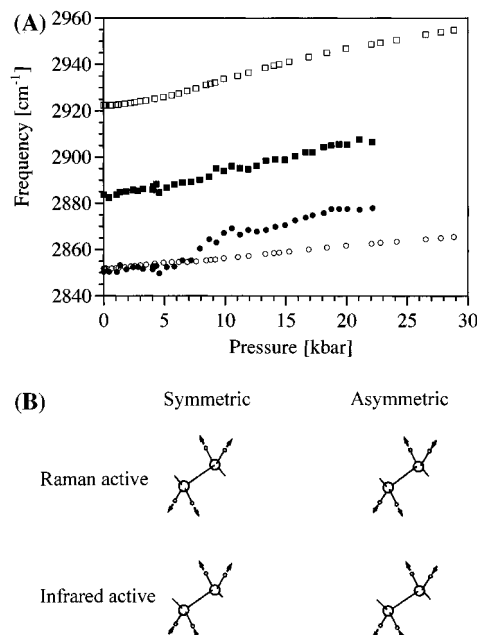 (A)
2960
2940
2920
2900
2880
2860
2840
Frequency [cm⁻¹]
0 5 10 15 20 25 30
Pressure [kbar]
(B)
Symmetric Asymmetric
Raman active
Infrared active